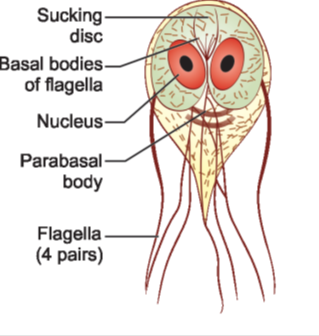 Sucking
disc
Basal bodies
of flagella
Nucleus
Parabasal
body
Flagella
(4 pairs)